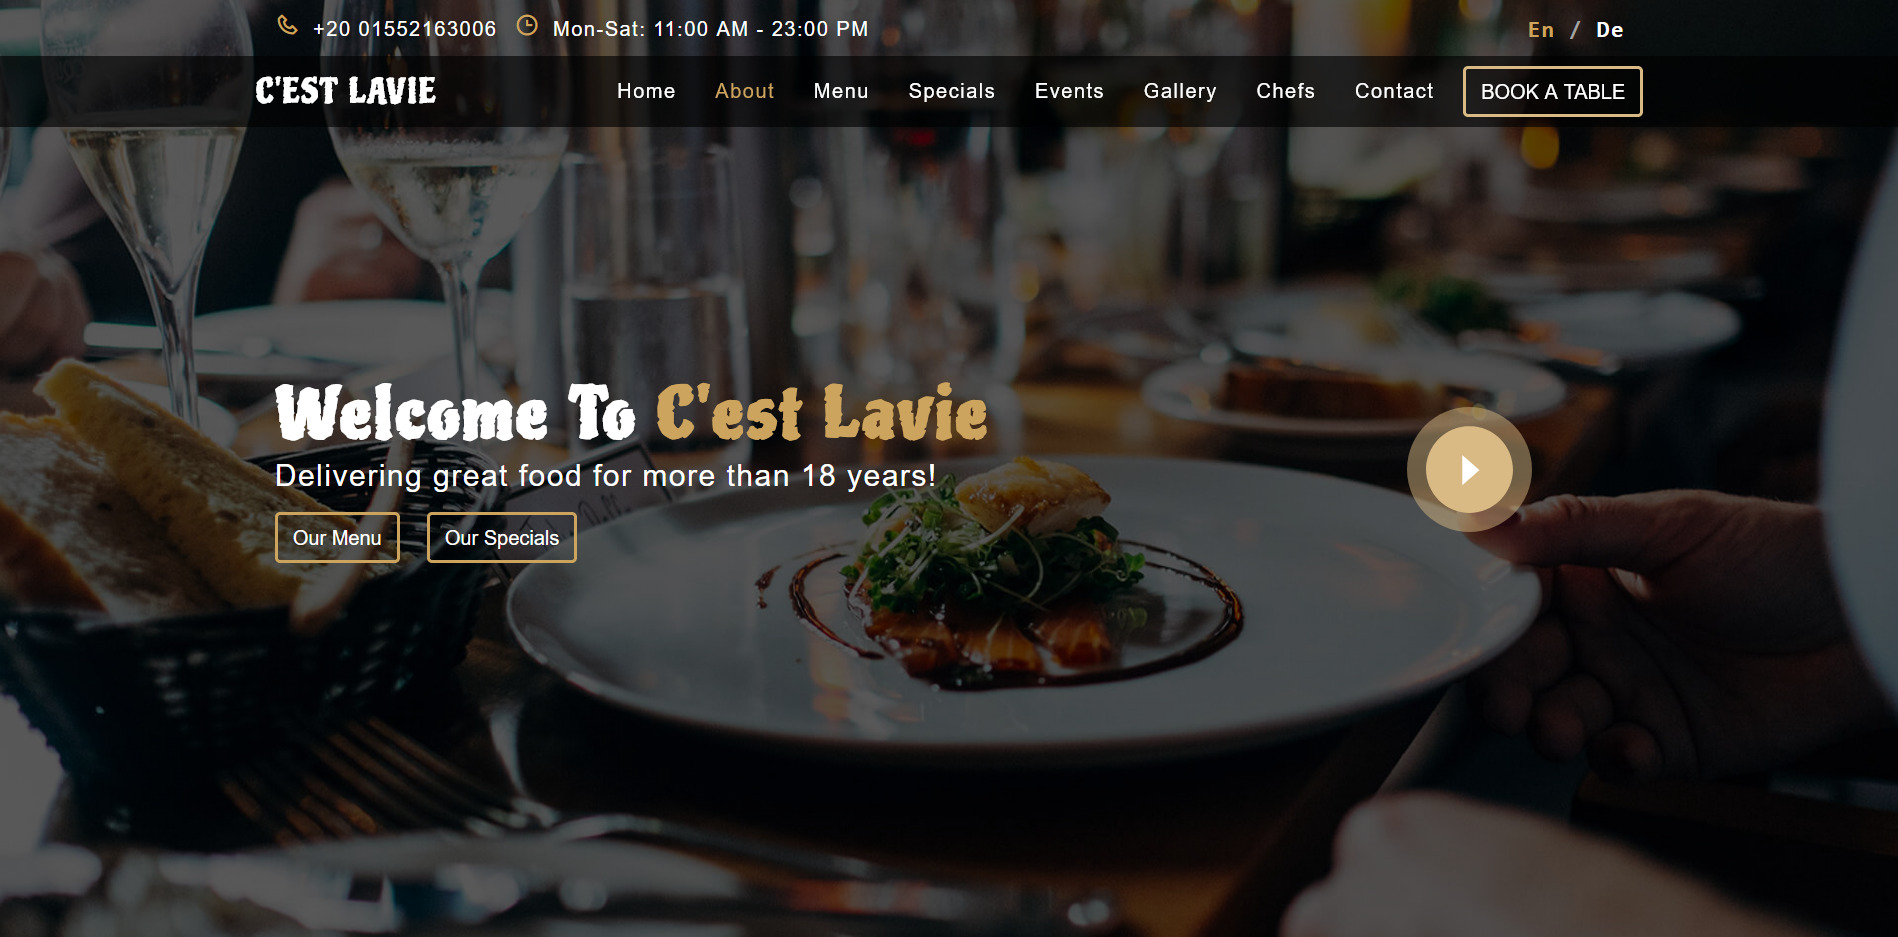 +20 01552163006 Mon-Sat: 11:00 AM - 23:00 PM En / De
C'EST LAVIE Home About Menu Specials Events Gallery Chefs Contact BOOK A TABLE
Welcome To C'est Lavie
Delivering great food for more than 18 years!
Our Menu Our Specials